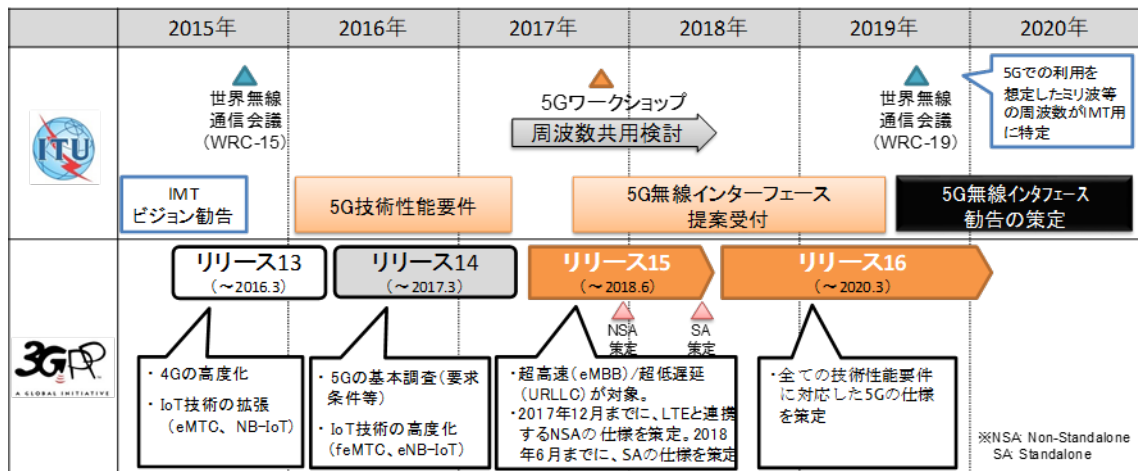 2015年 2016年 2017年 2018年 2019年 2020年
世界無線
通信会議
(WRC-15)
5Gワークショップ
周波数共用検討
世界無線
通信会議
(WRC-19)
5Gでの利用を
想定したミリ波等
の周波数がIMT用
に特定
ITU
IMT
ビジョン勧告
5G技術性能要件
5G無線インターフェース
提案受付
5G無線インタフェース
勧告の策定
リリース13
(～2016.3)
リリース14
(～2017.3)
リリース15
(～2018.6)
リリース16
(～2020.3)
NSA
策定
SA
策定
3GPP
A GLOBAL INITIATIVE
・4Gの高度化
・IoT技術の拡張
(eMTC、NB-IoT)
・5Gの基本調査(要求
条件等)
・IoT技術の高度化
(feMTC、eNB-IoT)
・超高速(eMBB)/超低遅延
(URLLC)が対象。
・2017年12月までに、LTEと連携
するNSAの仕様を策定。2018
年6月までに、SAの仕様を策定
・全ての技術性能要件
に対応した5Gの仕様
を策定
※NSA: Non-Standalone
SA: Standalone